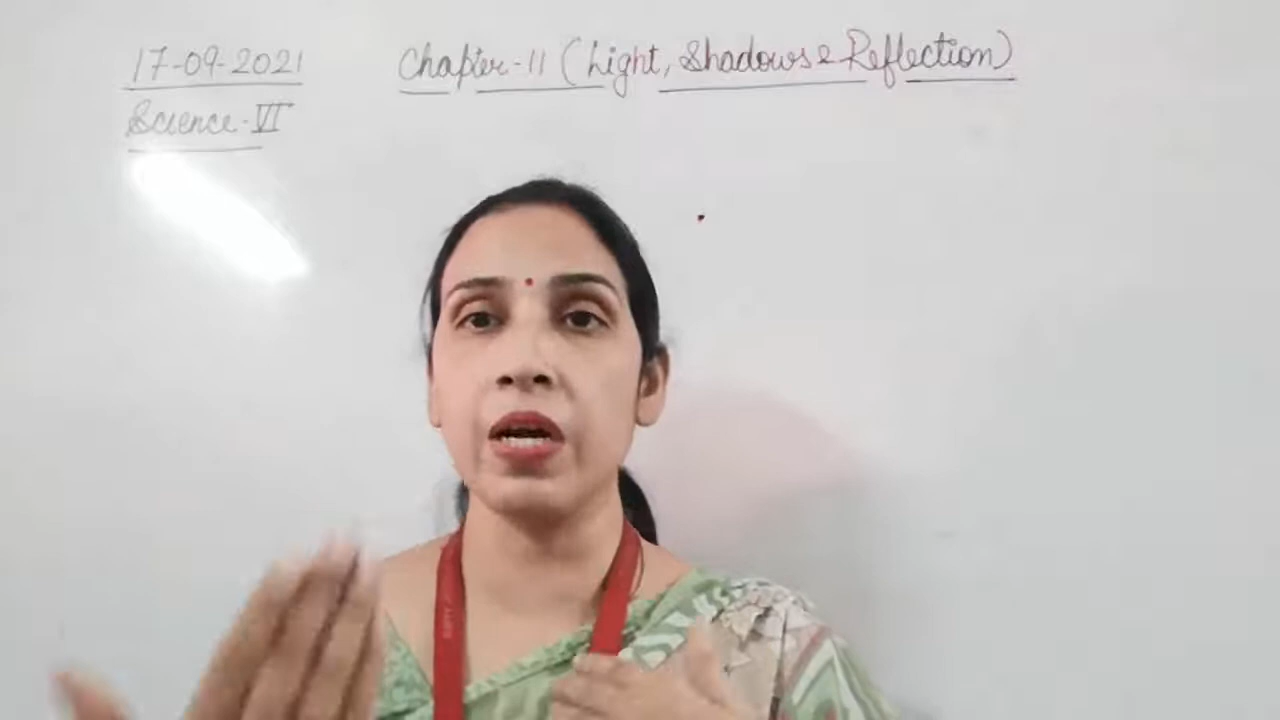 17-09-2021
Chapter-11 (Light, Shadows & Reflection)
Science-VI